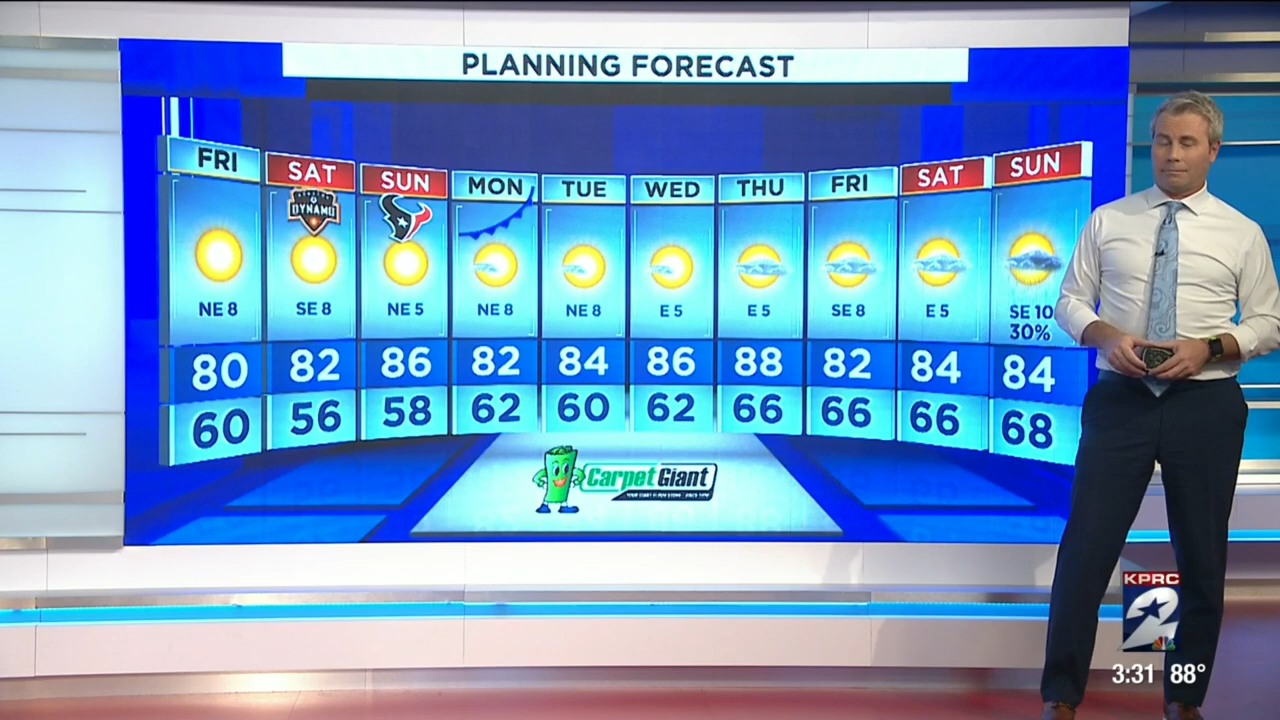 PLANNING FORECAST
FRI SAT SUN MON TUE WED THU FRI SAT SUN
DYNAMO
NE 8 SE 8 NE 5 NE 8 NE 8 E 5 E 5 SE 8 E 5 SE 10
30%
80 82 86 82 84 86 88 82 84 84
60 56 58 62 60 62 66 66 66 68
Carpet Giant
KPRC
2
3:31 88°